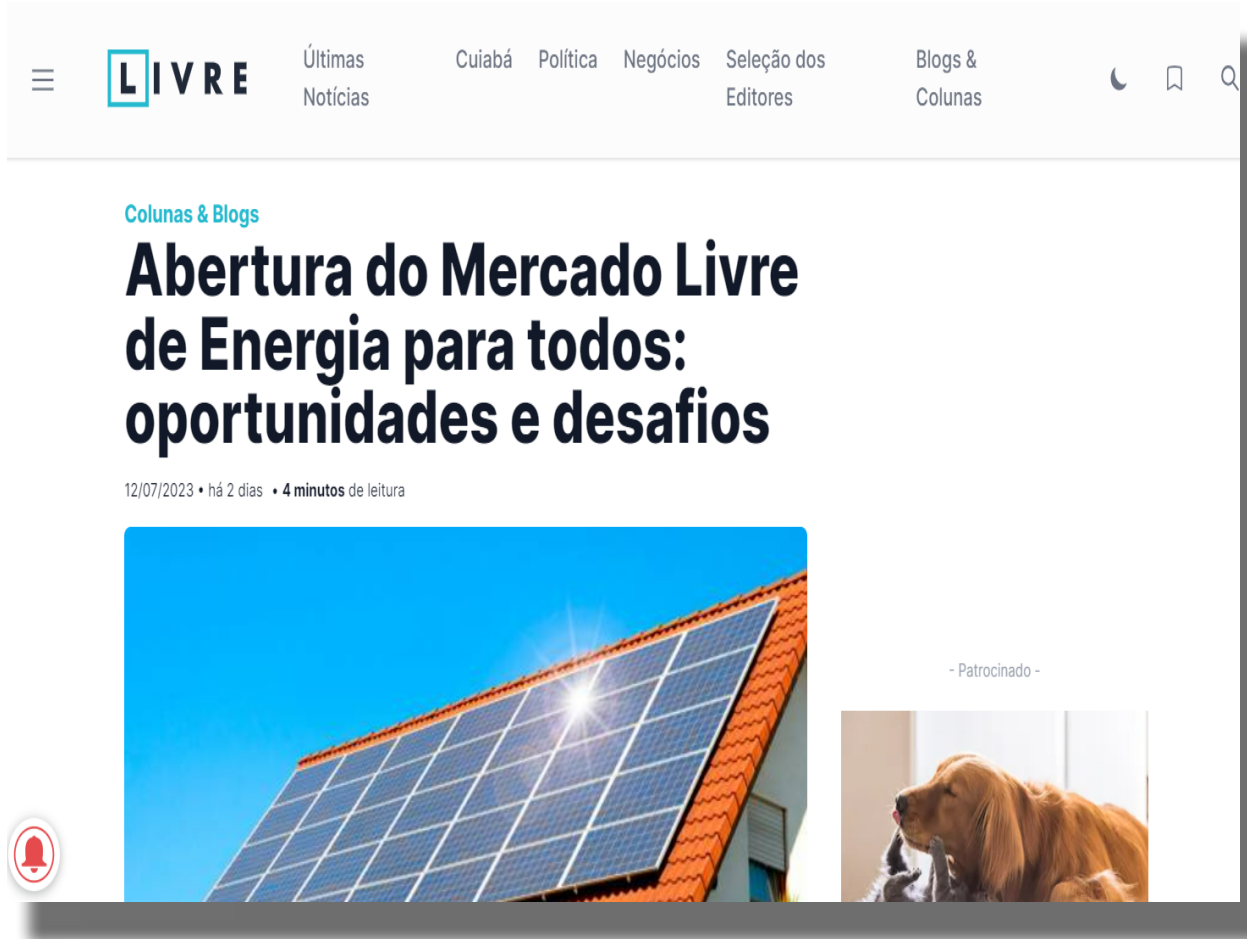 LIVRE
Últimas
Notícias
Cuiabá
Política
Negócios
Seleção dos
Editores
Blogs &
Colunas
Colunas & Blogs
Abertura do Mercado Livre
de Energia para todos:
oportunidades e desafios
12/07/2023 • há 2 dias • 4 minutos de leitura
- Patrocinado -